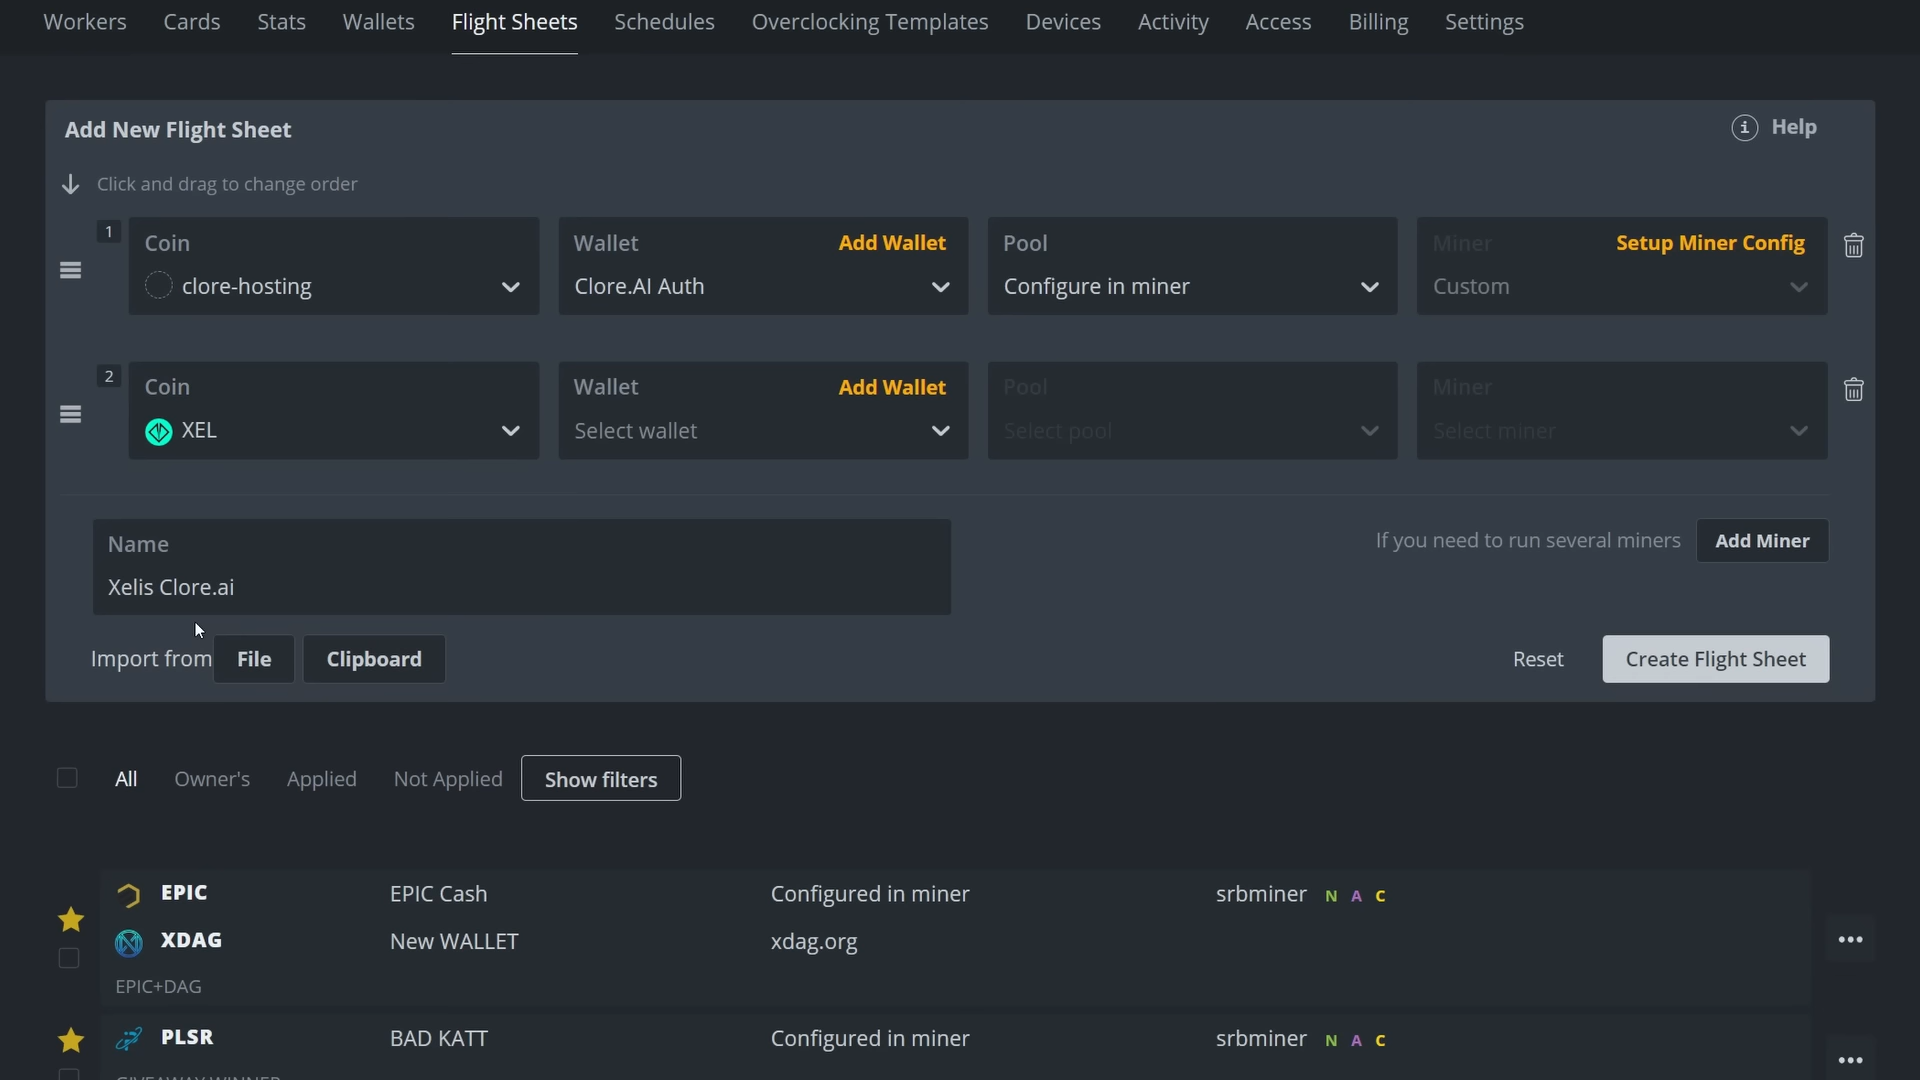 Workers Cards Stats Wallets Flight Sheets Schedules Overclocking Templates Devices Activity Access Billing Settings
Add New Flight Sheet
i Help
Click and drag to change order
1
Coin
clore-hosting
Wallet Add Wallet
Clore.AI Auth
Pool
Configure in miner
Miner Setup Miner Config
Custom
2
Coin
XEL
Wallet Add Wallet
Select wallet
Pool
Select pool
Miner
Select miner
Name
Xelis Clore.ai
If you need to run several miners Add Miner
Import from File Clipboard
Reset Create Flight Sheet
All Owner's Applied Not Applied Show filters
EPIC EPIC Cash Configured in miner srbminer N A C
XDAG New WALLET xdag.org
EPIC+DAG
PLSR BAD KATT Configured in miner srbminer N A C
GIVEAWAY WINNER